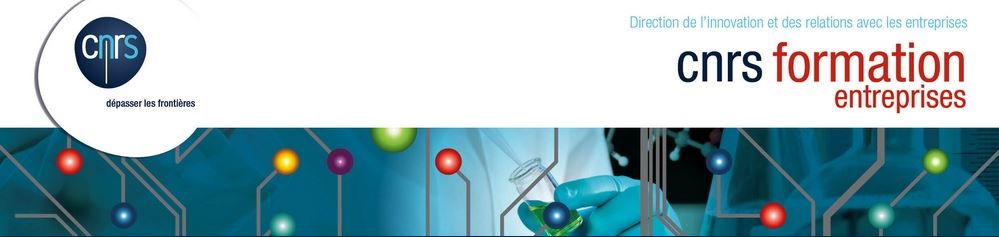 Direction de l'innovation et des relations avec les entreprises
cnrs
cnrs formation
entreprises
dépasser les frontières